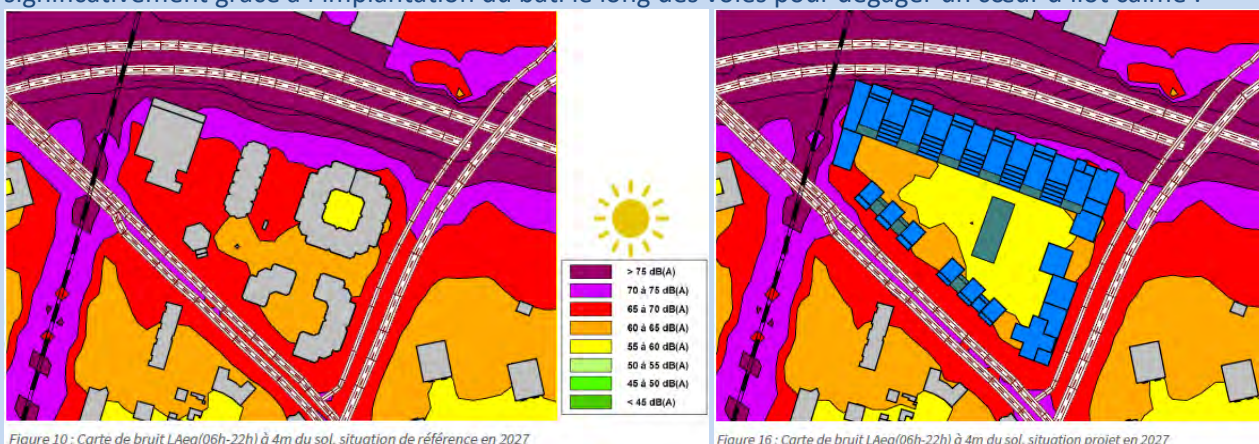 significativement grâce à l'implantation du bâti le long des voies pour dégager un cœur d'îlot calme :
> 75 dB(A)
70 à 75 dB(A)
65 à 70 dB(A)
60 à 65 dB(A)
55 à 60 dB(A)
50 à 55 dB(A)
45 à 50 dB(A)
< 45 dB(A)
Figure 10 : Carte de bruit LAeq(06h-22h) à 4m du sol, situation de référence en 2027
Figure 16 : Carte de bruit LAeq(06h-22h) à 4m du sol, situation projet en 2027